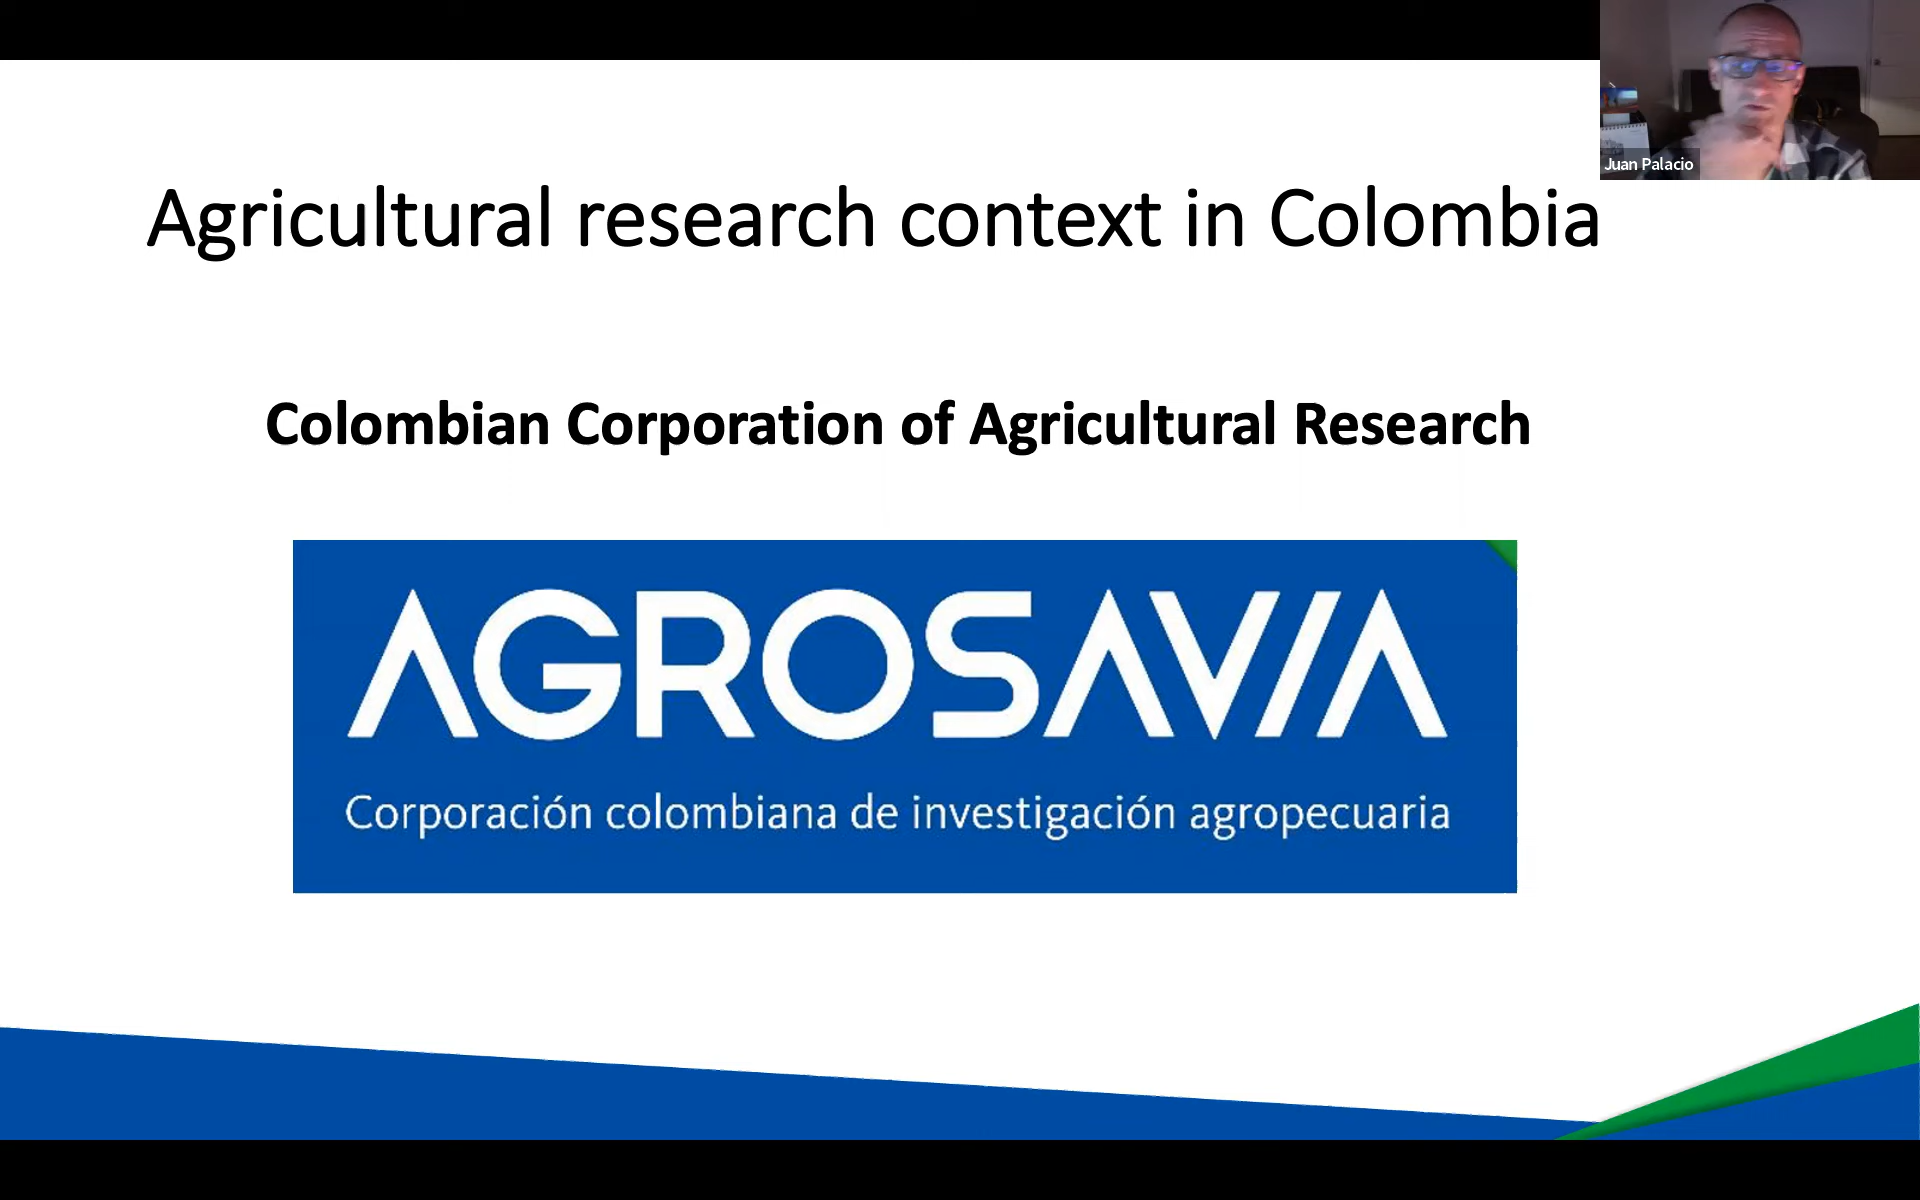 Juan Palacio
Agricultural research context in Colombia
Colombian Corporation of Agricultural Research
AGROSAVIA
Corporación colombiana de investigación agropecuaria